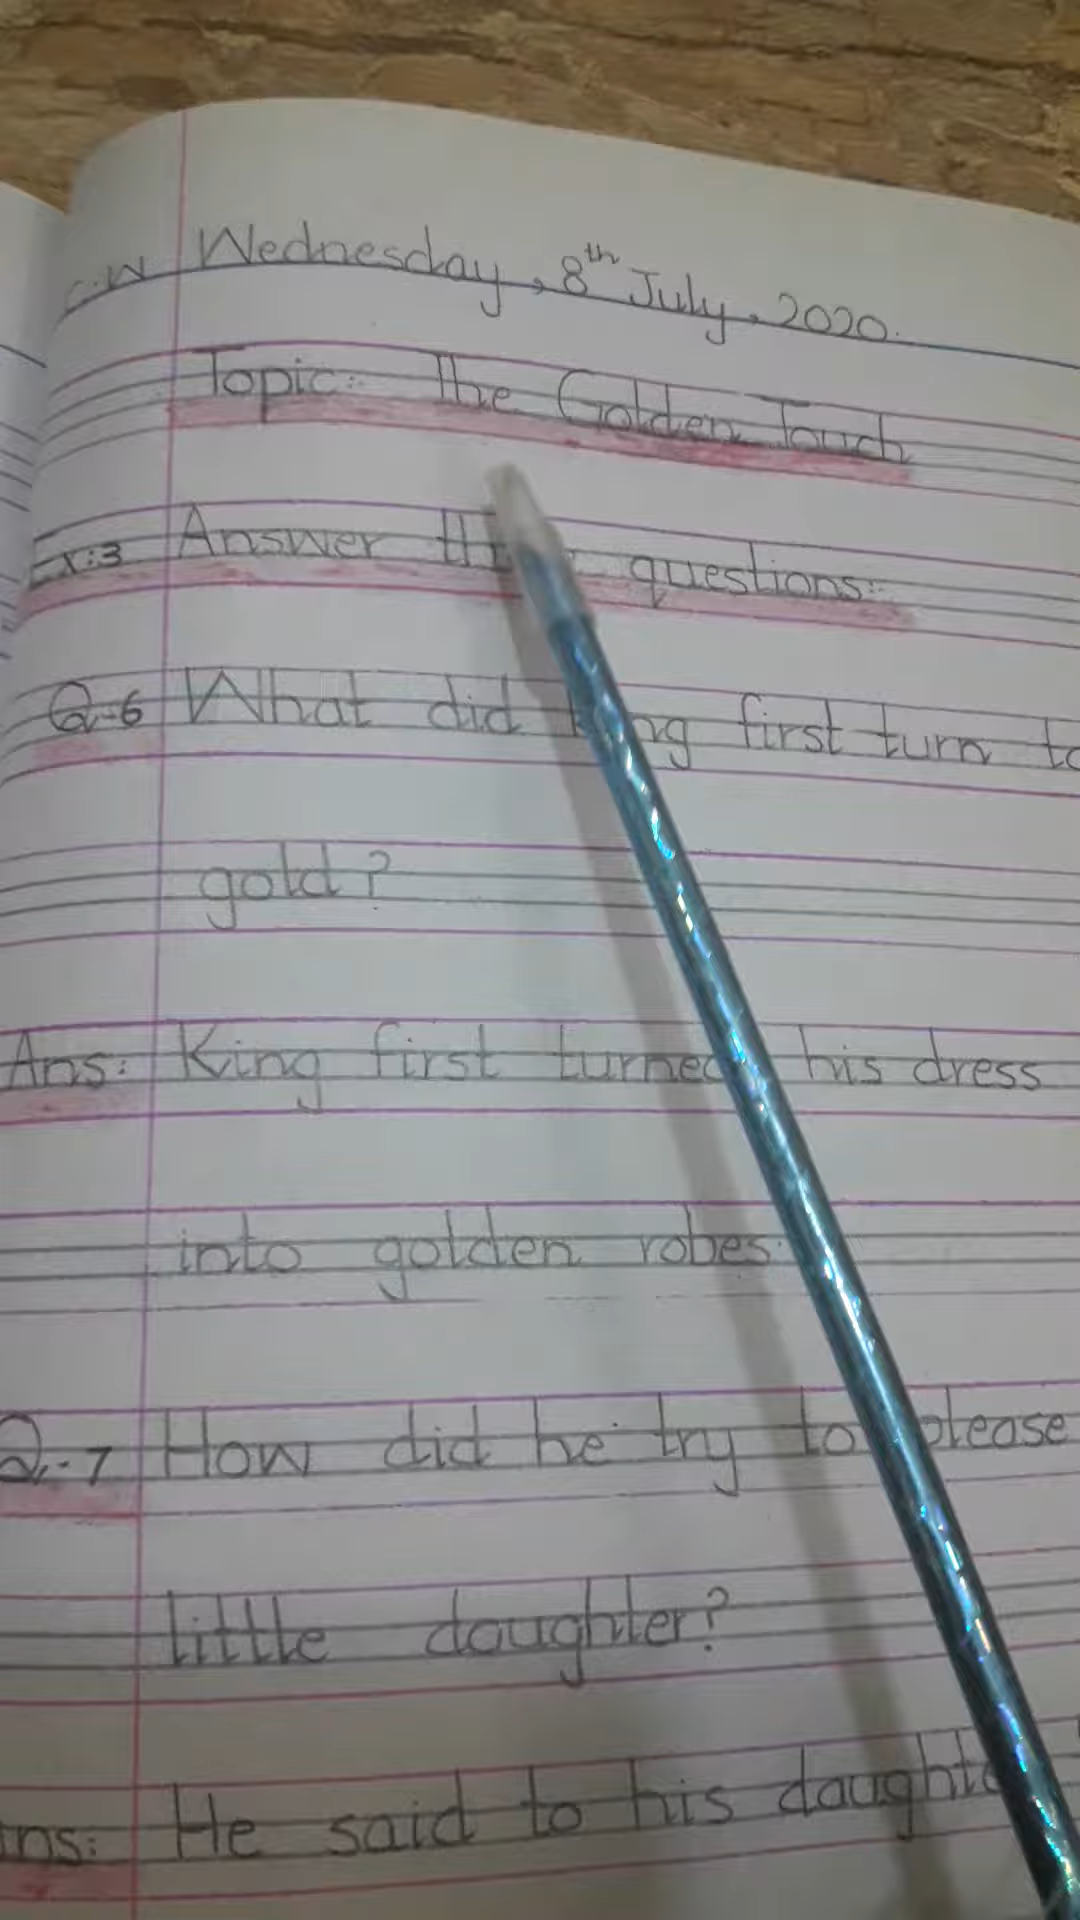 C.W Wednesday, 8th July, 2020.
Topic:- The Golden Touch
Ex:3 Answer the questions:-
Q-6 What did king first turn to
gold?
Ans: King first turned his dress
into golden robes.
Q-7 How did he try to please
little daughter?
Ans: He said to his daughter